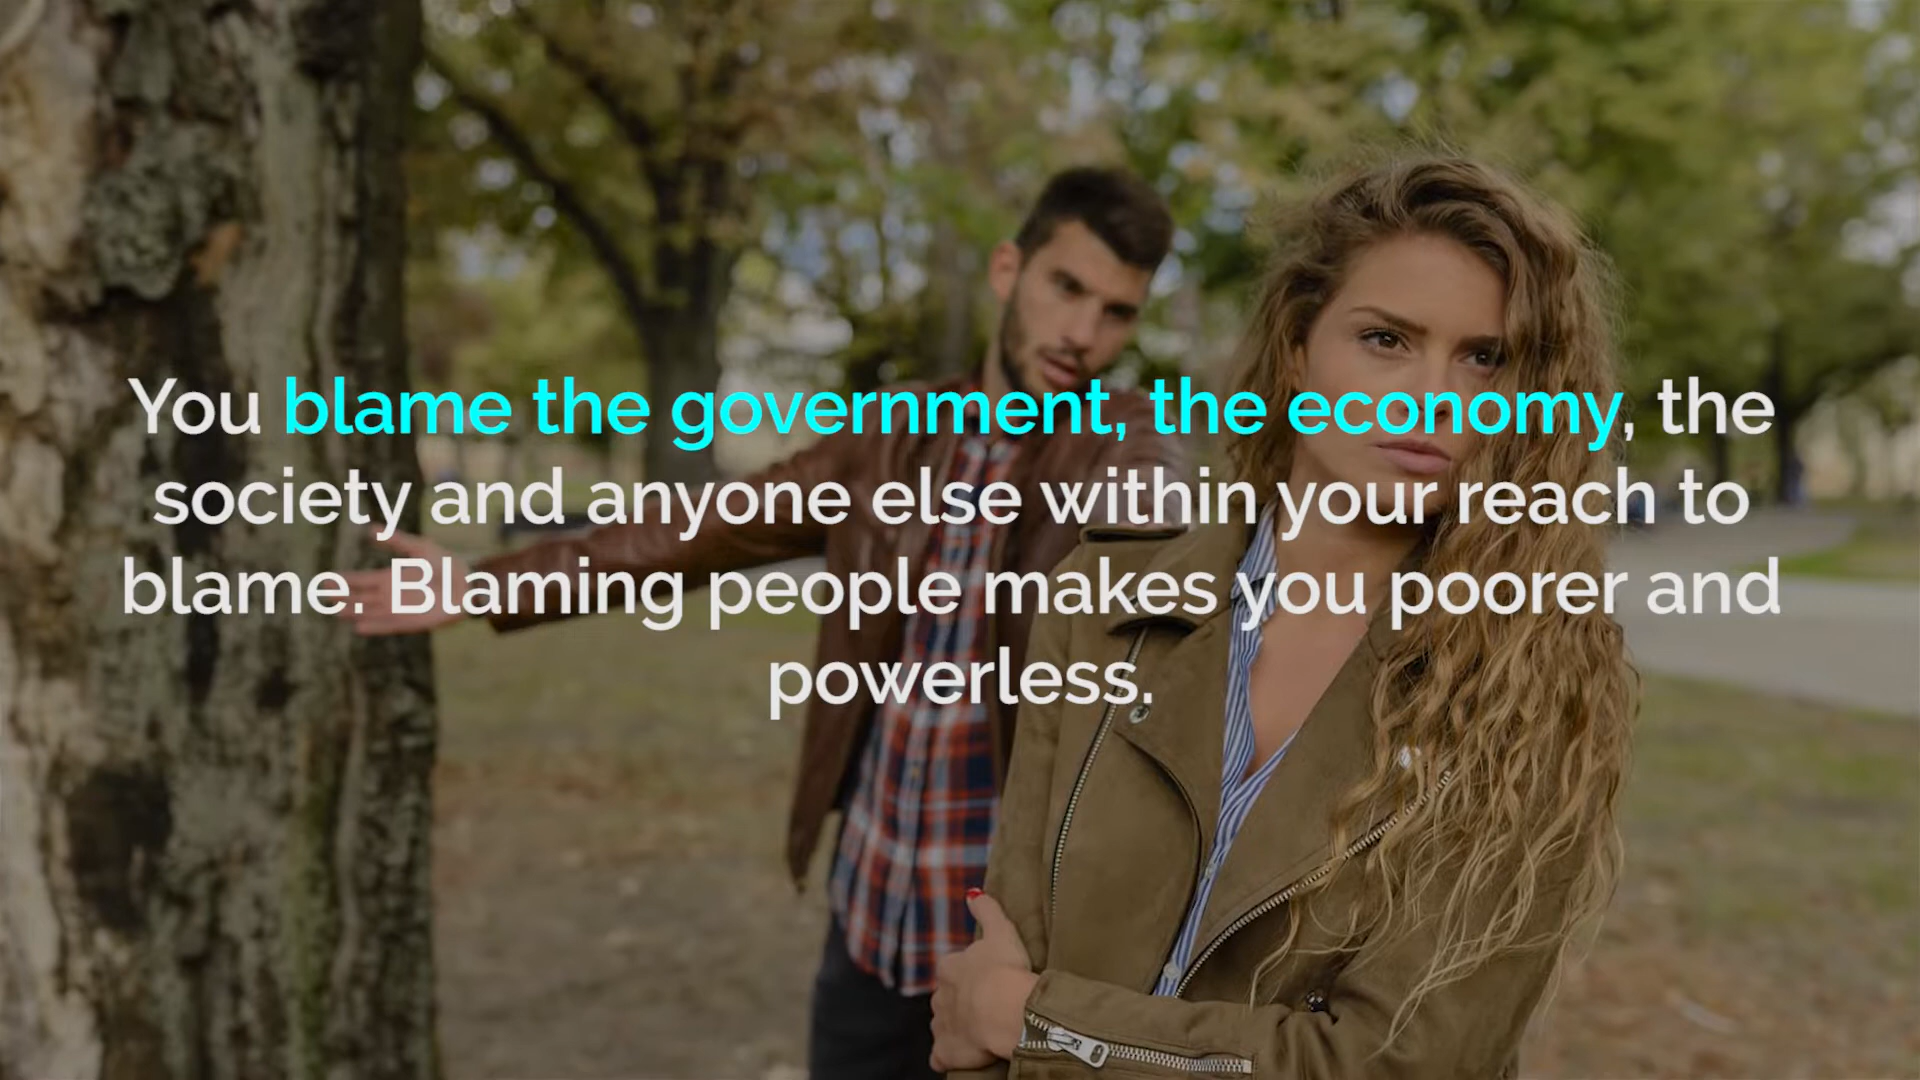 You blame the government, the economy, the
society and anyone else within your reach to
blame. Blaming people makes you poorer and
powerless.